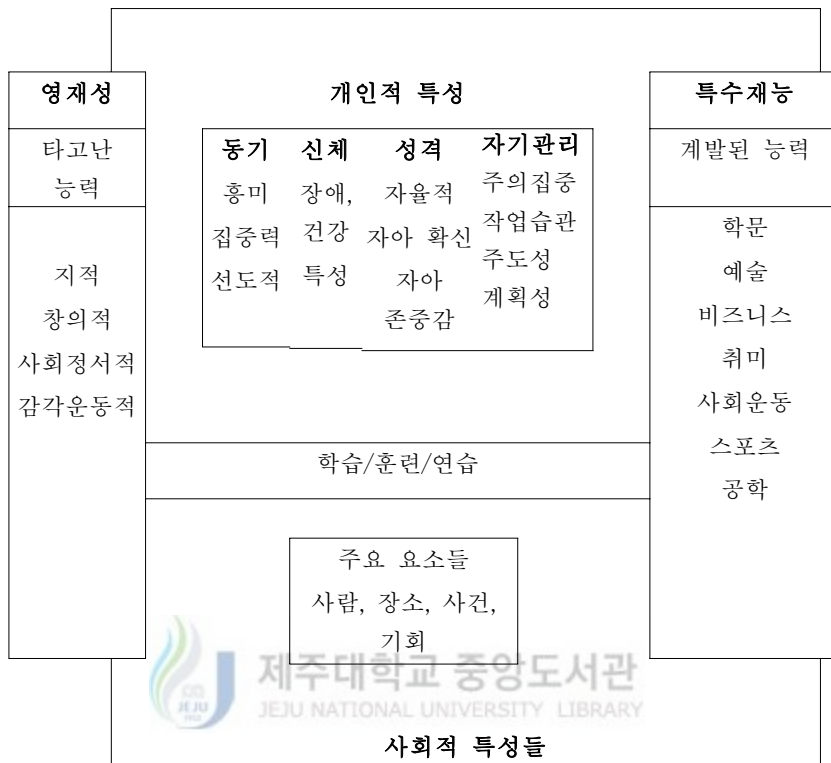 영재성
타고난
능력
지적
창의적
사회정서적
감각운동적
개인적 특성
동기
흥미
집중력
선도적
신체
장애,
건강
특성
성격
자율적
자아 확신
자아
존중감
자기관리
주의집중
작업습관
주도성
계획성
학습/훈련/연습
주요 요소들
사람, 장소, 사건,
기회
특수재능
계발된 능력
학문
예술
비즈니스
취미
사회운동
스포츠
공학
제주대학교 중앙도서관
JEJU NATIONAL UNIVERSITY LIBRARY
사회적 특성들